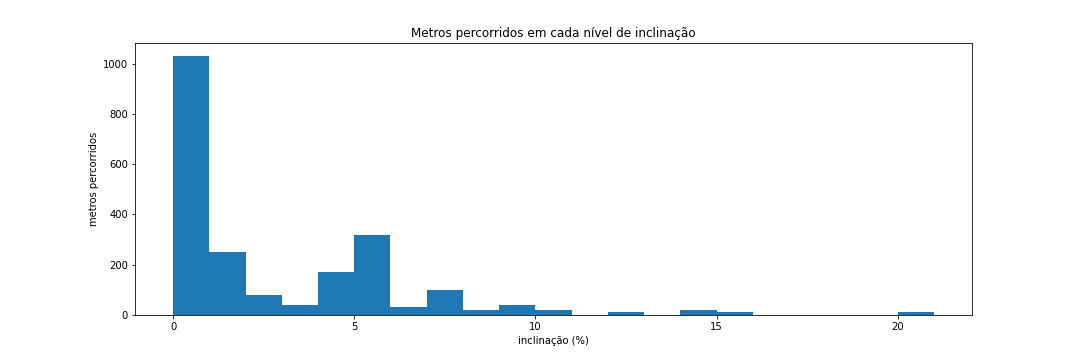 Metros percorridos em cada nível de inclinação
1000
800
600
400
200
0
metros percorridos
0 5 10 15 20
inclinação (%)